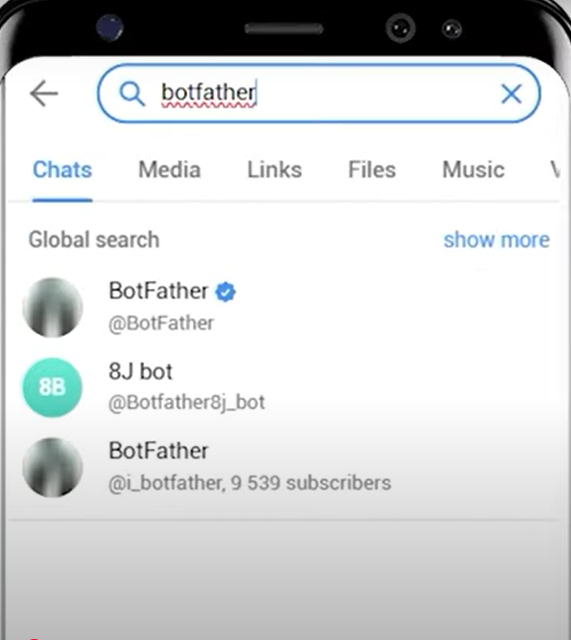 botfather
Chats Media Links Files Music
Global search show more
BotFather
@BotFather
8B
8J bot
@Botfather8j_bot
BotFather
@i_botfather, 9 539 subscribers